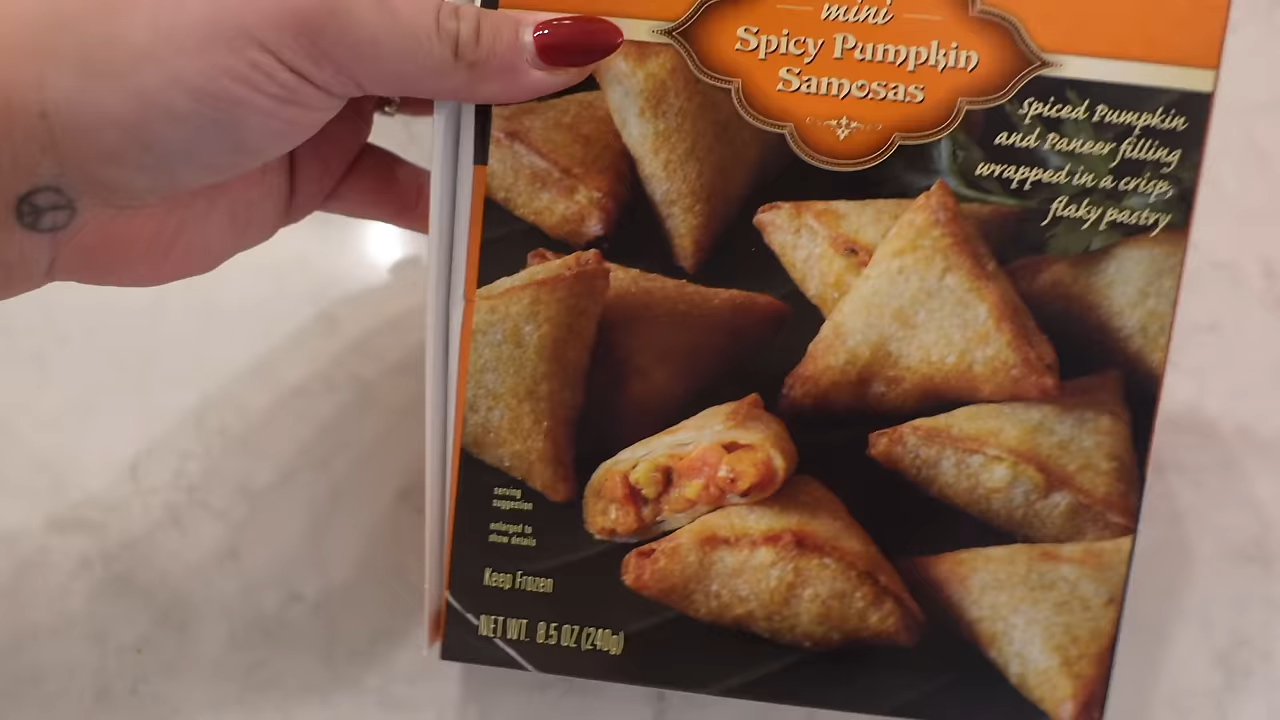 mini
Spicy Pumpkin
Samosas
Spiced Pumpkin
and Paneer filling
wrapped in a crisp,
flaky pastry
serving
suggestion
enlarged to
show details
Keep Frozen
NET WT. 8.5 OZ (240g)